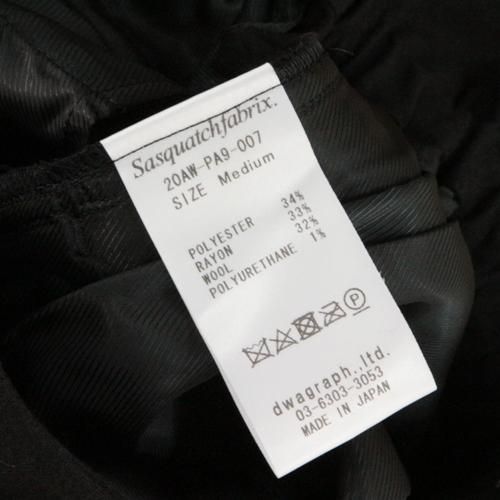 Sasquatchfabrix.
20AW-PA9-007
SIZE Medium
POLYESTER 34%
RAYON 33%
WOOL 32%
POLYURETHANE 1%
P
dwagraph.,ltd.
03-6303-3053
MADE IN JAPAN